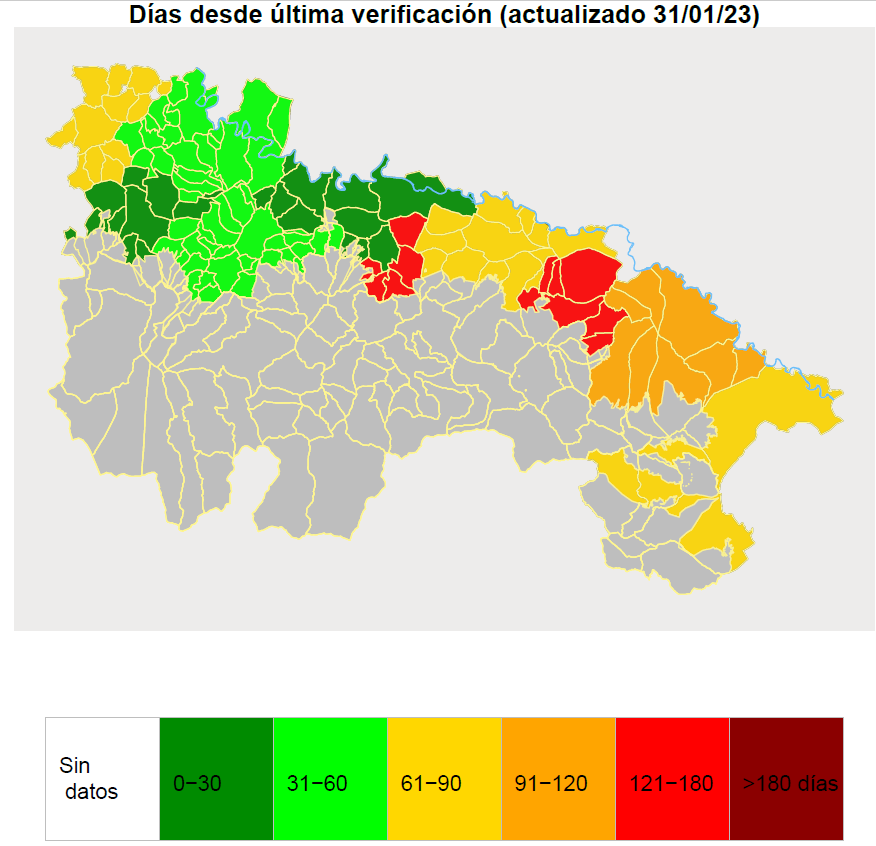 Días desde última verificación (actualizado 31/01/23)
Sin
datos
0−30
31−60
61−90
91−120
121−180
>180 días